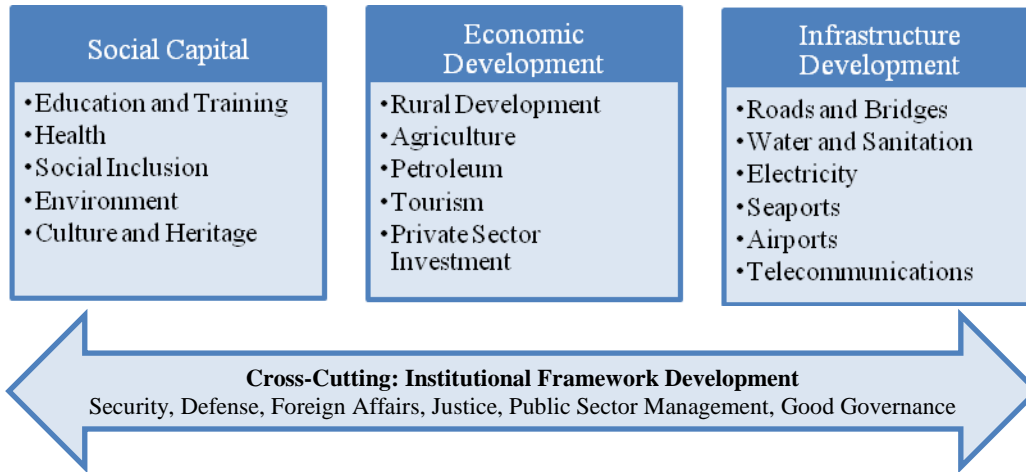 Social Capital
•Education and Training
•Health
•Social Inclusion
•Environment
•Culture and Heritage
Economic
Development
•Rural Development
•Agriculture
•Petroleum
•Tourism
•Private Sector
Investment
Infrastructure
Development
•Roads and Bridges
•Water and Sanitation
•Electricity
•Seaports
•Airports
•Telecommunications
Cross-Cutting: Institutional Framework Development
Security, Defense, Foreign Affairs, Justice, Public Sector Management, Good Governance